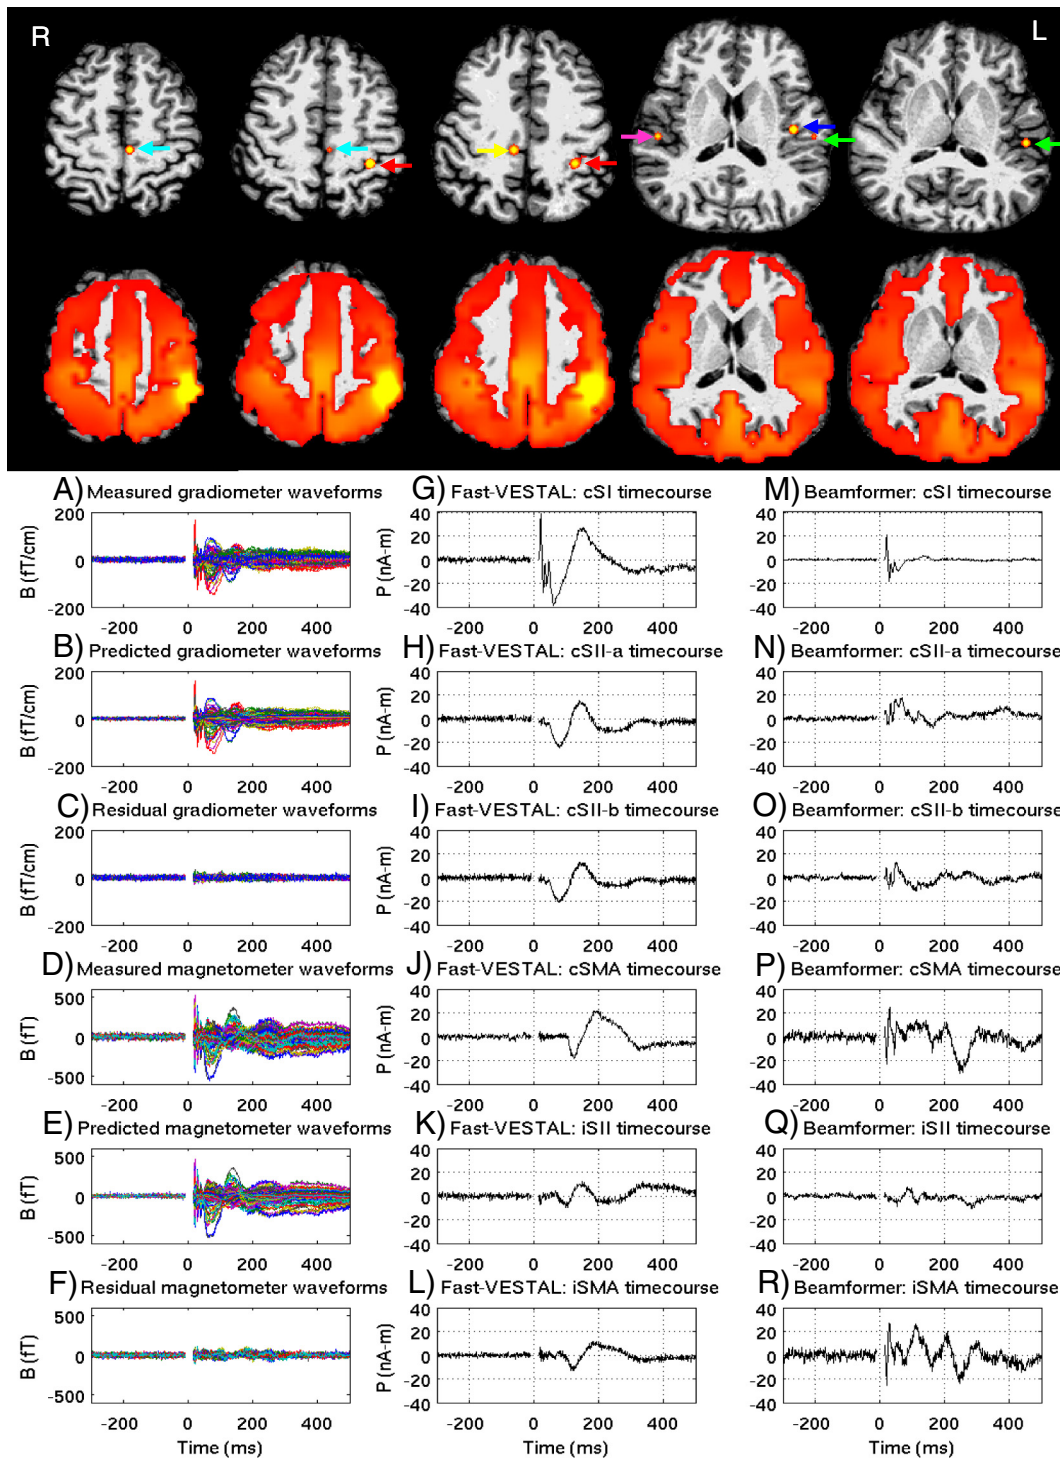 R
L
A) Measured gradiometer waveforms
B (fT/cm)
200
0
-200
-200 0 200 400
B) Predicted gradiometer waveforms
B (fT/cm)
200
0
-200
-200 0 200 400
C) Residual gradiometer waveforms
B (fT/cm)
200
0
-200
-200 0 200 400
D) Measured magnetometer waveforms
B (fT)
500
0
-500
-200 0 200 400
E) Predicted magnetometer waveforms
B (fT)
500
0
-500
-200 0 200 400
F) Residual magnetometer waveforms
B (fT)
500
0
-500
-200 0 200 400
Time (ms)
G) Fast-VESTAL: cSI timecourse
P (nA-m)
40
20
0
-20
-40
-200 0 200 400
H) Fast-VESTAL: cSII-a timecourse
P (nA-m)
40
20
0
-20
-40
-200 0 200 400
I) Fast-VESTAL: cSII-b timecourse
P (nA-m)
40
20
0
-20
-40
-200 0 200 400
J) Fast-VESTAL: cSMA timecourse
P (nA-m)
40
20
0
-20
-40
-200 0 200 400
K) Fast-VESTAL: iSII timecourse
P (nA-m)
40
20
0
-20
-40
-200 0 200 400
L) Fast-VESTAL: iSMA timecourse
P (nA-m)
40
20
0
-20
-40
-200 0 200 400
Time (ms)
M) Beamformer: cSI timecourse
40
20
0
-20
-40
-200 0 200 400
N) Beamformer: cSII-a timecourse
40
20
0
-20
-40
-200 0 200 400
O) Beamformer: cSII-b timecourse
40
20
0
-20
-40
-200 0 200 400
P) Beamformer: cSMA timecourse
40
20
0
-20
-40
-200 0 200 400
Q) Beamformer: iSII timecourse
40
20
0
-20
-40
-200 0 200 400
R) Beamformer: iSMA timecourse
40
20
0
-20
-40
-200 0 200 400
Time (ms)